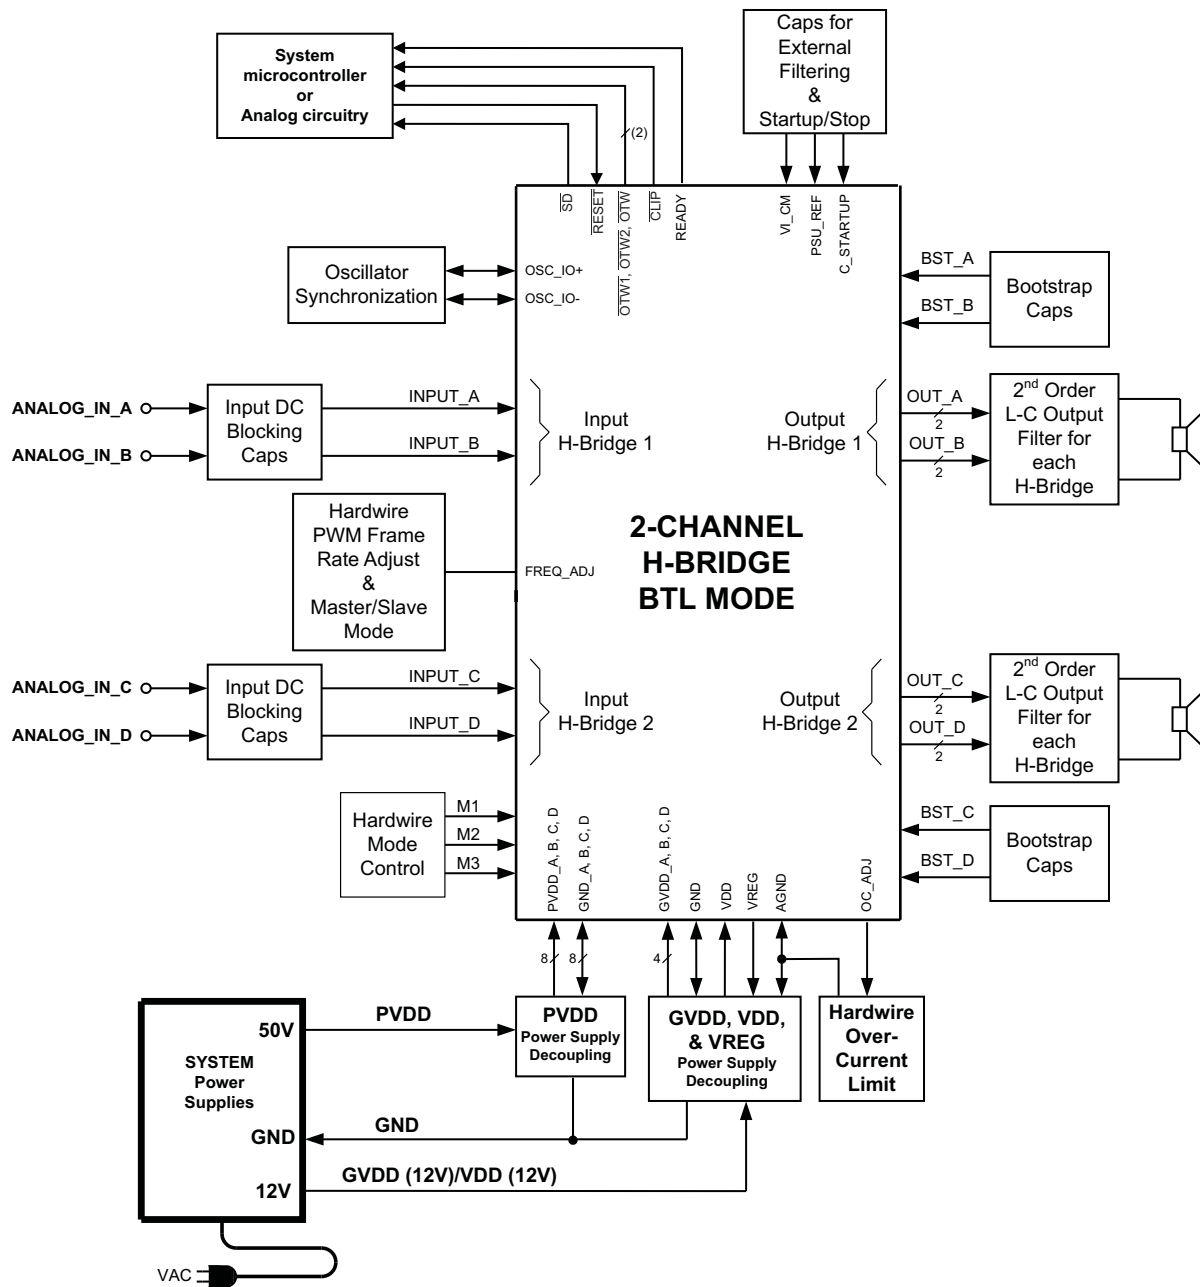 System
microcontroller
or
Analog circuitry
(2)
Caps for
External
Filtering
&
Startup/Stop
SD
RESET
OTW1, OTW2, OTW
CLIP
READY
VI_CM
PSU_REF
C_STARTUP
Oscillator
Synchronization
OSC_IO+
OSC_IO-
BST_A
BST_B
Bootstrap
Caps
ANALOG_IN_A
ANALOG_IN_B
Input DC
Blocking
Caps
INPUT_A
INPUT_B
Input
H-Bridge 1
Output
H-Bridge 1
OUT_A
2
OUT_B
2
2nd Order
L-C Output
Filter for
each
H-Bridge
Hardwire
PWM Frame
Rate Adjust
&
Master/Slave
Mode
FREQ_ADJ
2-CHANNEL
H-BRIDGE
BTL MODE
ANALOG_IN_C
ANALOG_IN_D
Input DC
Blocking
Caps
INPUT_C
INPUT_D
Input
H-Bridge 2
Output
H-Bridge 2
OUT_C
2
OUT_D
2
2nd Order
L-C Output
Filter for
each
H-Bridge
Hardwire
Mode
Control
M1
M2
M3
PVDD_A, B, C, D
GND_A, B, C, D
GVDD_A, B, C, D
GND
VDD
VREG
AGND
OC_ADJ
BST_C
BST_D
Bootstrap
Caps
8
8
4
50V
SYSTEM
Power
Supplies
GND
12V
PVDD
PVDD
Power Supply
Decoupling
GVDD, VDD,
& VREG
Power Supply
Decoupling
Hardwire
Over-
Current
Limit
GND
GVDD (12V)/VDD (12V)
VAC